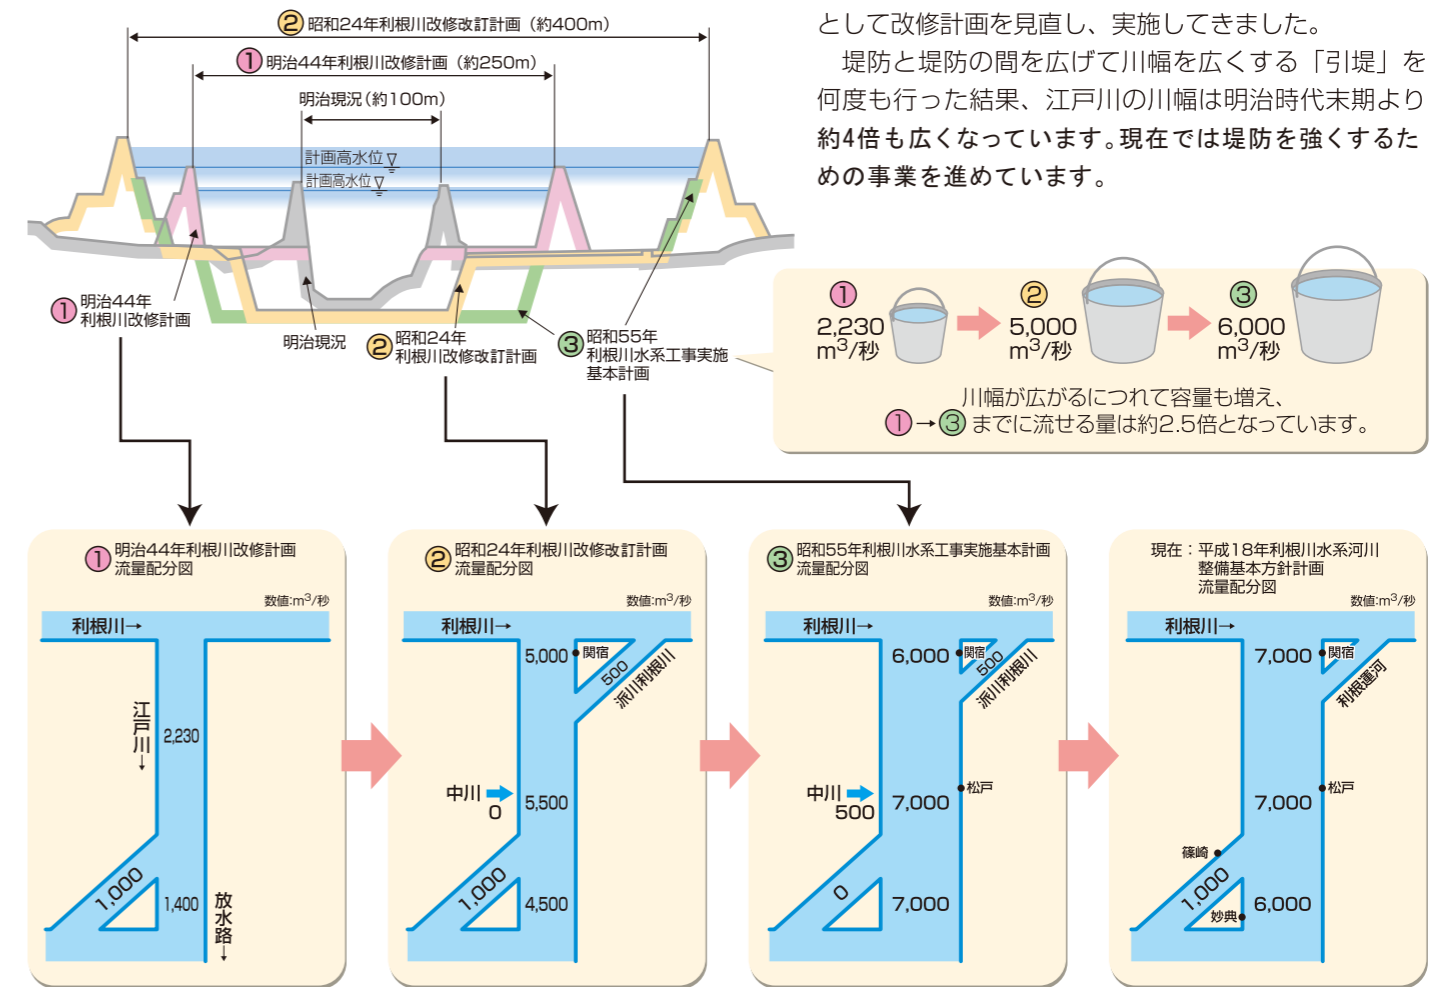 ②昭和24年利根川改修改訂計画（約400m）
①明治44年利根川改修計画（約250m）
明治現況（約100m）
計画高水位
計画高水位
①明治44年
利根川改修計画
明治現況
②昭和24年
利根川改修改訂計画
③昭和55年
利根川水系工事実施
基本計画
として改修計画を見直し、実施してきました。
　堤防と堤防の間を広げて川幅を広くする「引堤」を
何度も行った結果、江戸川の川幅は明治時代末期より
約4倍も広くなっています。現在では堤防を強くするた
めの事業を進めています。
①
2,230
m³/秒
②
5,000
m³/秒
③
6,000
m³/秒
川幅が広がるにつれて容量も増え、
①→③までに流せる量は約2.5倍となっています。
①明治44年利根川改修計画
流量配分図
数値:m³/秒
利根川→
江戸川→
2,230
1,000
1,400
放水路→
②昭和24年利根川改修改訂計画
流量配分図
数値:m³/秒
利根川→
5,000
関宿
500
派川利根川
中川
0
5,500
1,000
4,500
③昭和55年利根川水系工事実施基本計画
流量配分図
数値:m³/秒
利根川→
6,000
関宿
500
派川利根川
中川
500
7,000
松戸
0
7,000
現在：平成18年利根川水系河川
整備基本方針計画
流量配分図
数値:m³/秒
利根川→
7,000
関宿
利根運河
7,000
松戸
篠崎
1,000
妙典
6,000